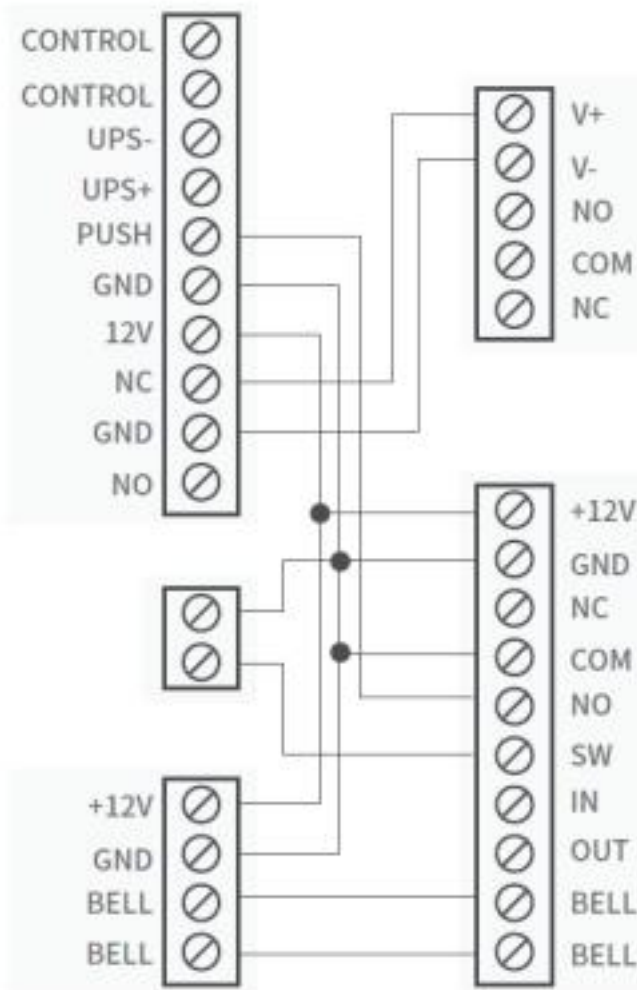 CONTROL
CONTROL
UPS-
UPS+
PUSH
GND
12V
NC
GND
NO
V+
V-
NO
COM
NC
+12V
GND
NC
COM
NO
SW
IN
OUT
BELL
BELL
+12V
GND
BELL
BELL